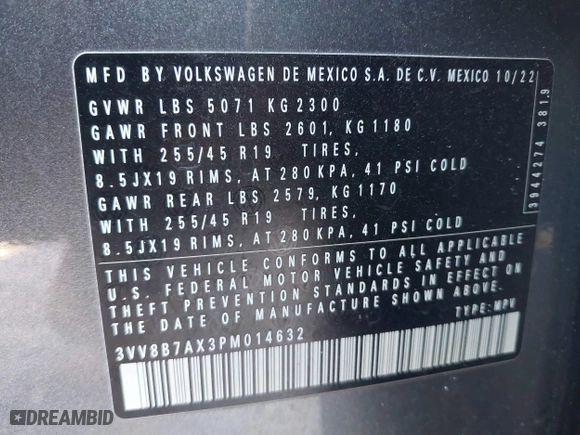 MFD BY VOLKSWAGEN DE MEXICO S.A. DE C.V. MEXICO 10/22
GVWR LBS 5071 KG 2300
GAWR FRONT LBS 2601, KG 1180
WITH 255/45 R19 TIRES,
8.5JX19 RIMS, AT 280 KPA, 41 PSI COLD
GAWR REAR LBS 2579, KG 1170
WITH 255/45 R19 TIRES,
8.5JX19 RIMS, AT 280 KPA, 41 PSI COLD
THIS VEHICLE CONFORMS TO ALL APPLICABLE
U.S. FEDERAL MOTOR VEHICLE SAFETY AND
THEFT PREVENTION STANDARDS IN EFFECT ON
THE DATE OF MANUFACTURE SHOWN ABOVE.
3VV8B7AX3PM014632 TYPE: MPV
3944274 381.9
DREAMBID